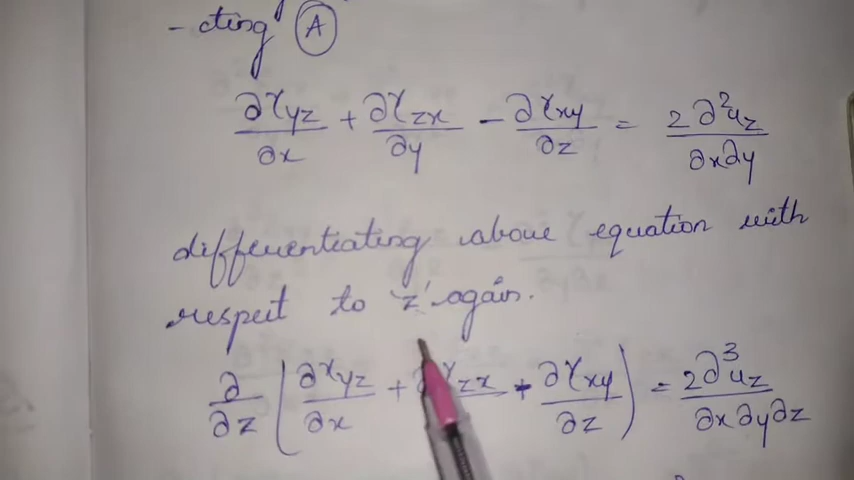 - cting (A)
∂γyz/∂x + ∂γzx/∂y - ∂γxy/∂z = 2∂²uz/∂x∂y
differentiating above equation with
respect to 'z' again.
∂/∂z (∂γyz/∂x + ∂γzx - ∂γxy/∂z) = 2∂³uz/∂x∂y∂z